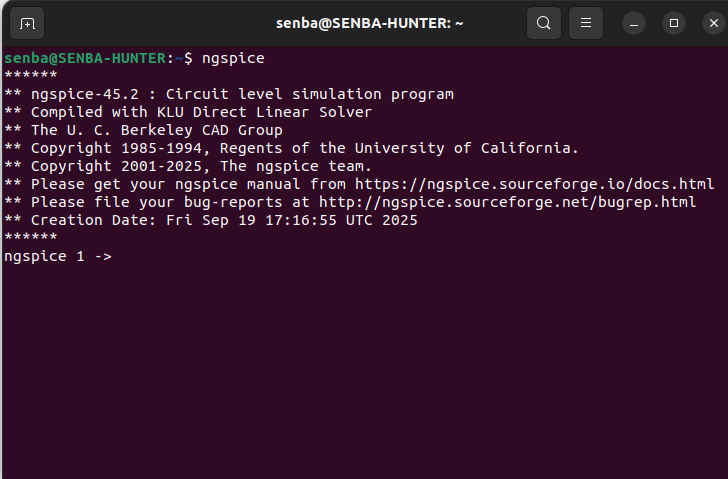 senba@SENBA-HUNTER: ~
senba@SENBA-HUNTER:~$ ngspice
******
** ngspice-45.2 : Circuit level simulation program
** Compiled with KLU Direct Linear Solver
** The U. C. Berkeley CAD Group
** Copyright 1985-1994, Regents of the University of California.
** Copyright 2001-2025, The ngspice team.
** Please get your ngspice manual from https://ngspice.sourceforge.io/docs.html
** Please file your bug-reports at http://ngspice.sourceforge.net/bugrep.html
** Creation Date: Fri Sep 19 17:16:55 UTC 2025
******
ngspice 1 ->